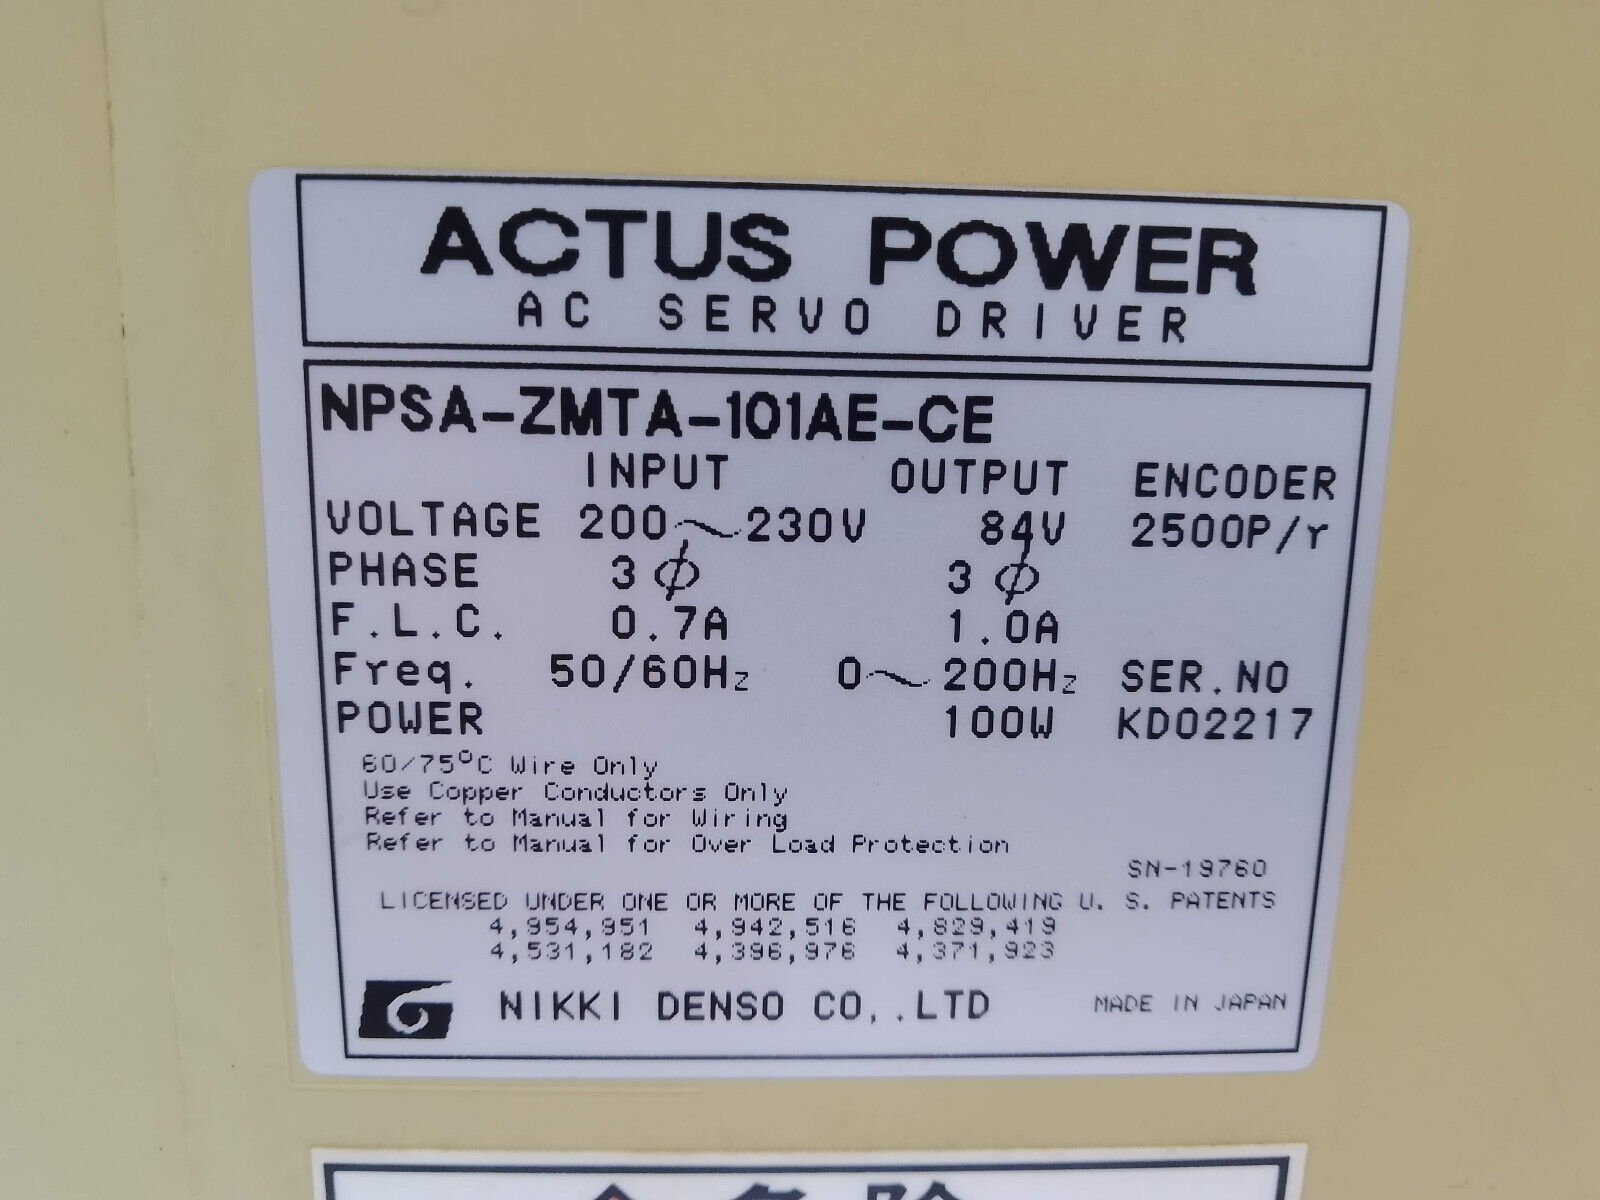 ACTUS POWER
AC SERVO DRIVER
NPSA-ZMTA-101AE-CE
INPUT OUTPUT ENCODER
VOLTAGE 200~230V 84V 2500P/r
PHASE 3ϕ 3ϕ
F.L.C. 0.7A 1.0A
Freq. 50/60Hz 0~200Hz SER.NO
POWER 100W KD02217
60/75°C Wire Only
Use Copper Conductors Only
Refer to Manual for Wiring
Refer to Manual for Over Load Protection
SN-19760
LICENSED UNDER ONE OR MORE OF THE FOLLOWING U. S. PATENTS
4,954,951 4,942,516 4,829,419
4,531,182 4,396,976 4,371,923
NIKKI DENSO CO,.LTD MADE IN JAPAN